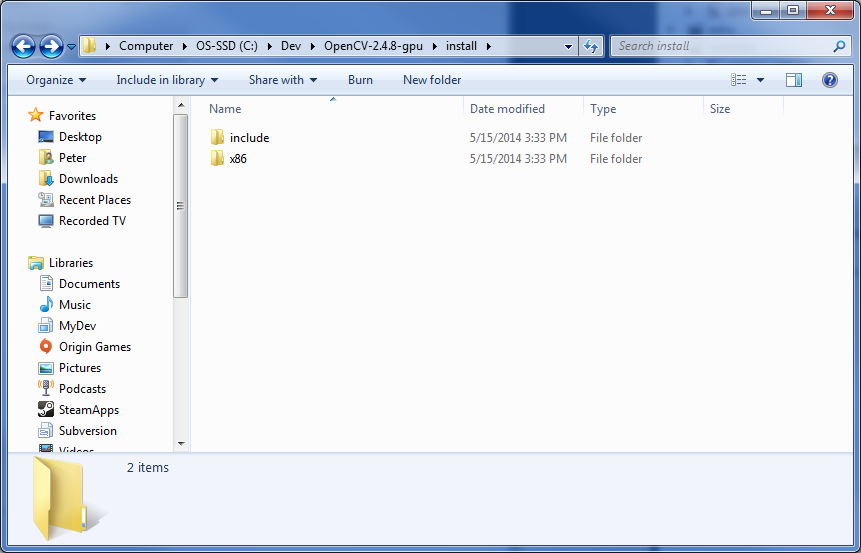 Computer OS-SSD (C:) Dev OpenCV-2.4.8-gpu install Search install
Organize Include in library Share with Burn New folder
Favorites
Desktop
Peter
Downloads
Recent Places
Recorded TV
Libraries
Documents
Music
MyDev
Origin Games
Pictures
Podcasts
SteamApps
Subversion
Videos
Name Date modified Type Size
include 5/15/2014 3:33 PM File folder
x86 5/15/2014 3:33 PM File folder
2 items